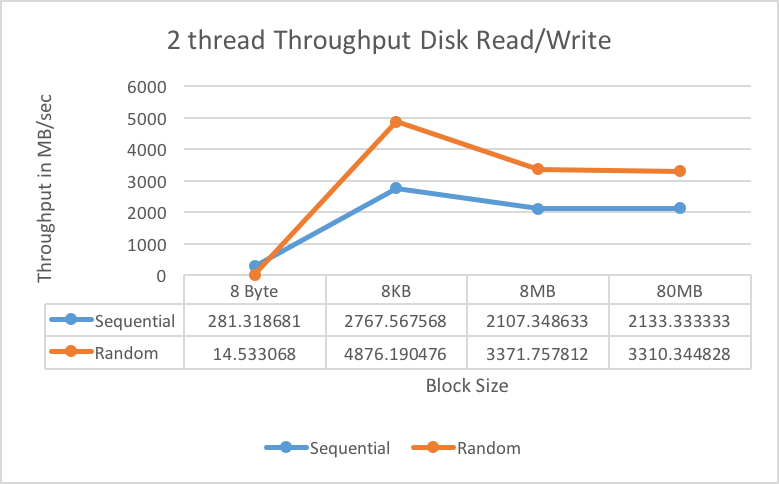 2 thread Throughput Disk Read/Write
Throughput in MB/sec
6000
5000
4000
3000
2000
1000
0
8 Byte 8KB 8MB 80MB
Sequential 281.318681 2767.567568 2107.348633 2133.333333
Random 14.533068 4876.190476 3371.757812 3310.344828
Block Size
Sequential Random